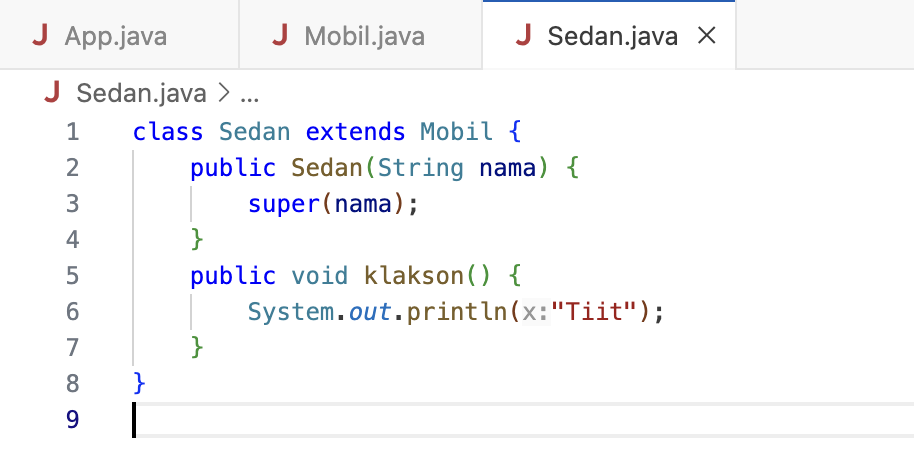 App.java Mobil.java Sedan.java ×
Sedan.java > ...
1 class Sedan extends Mobil {
2     public Sedan(String nama) {
3         super(nama);
4     }
5     public void klakson() {
6         System.out.println(x:"Tiit");
7     }
8 }
9